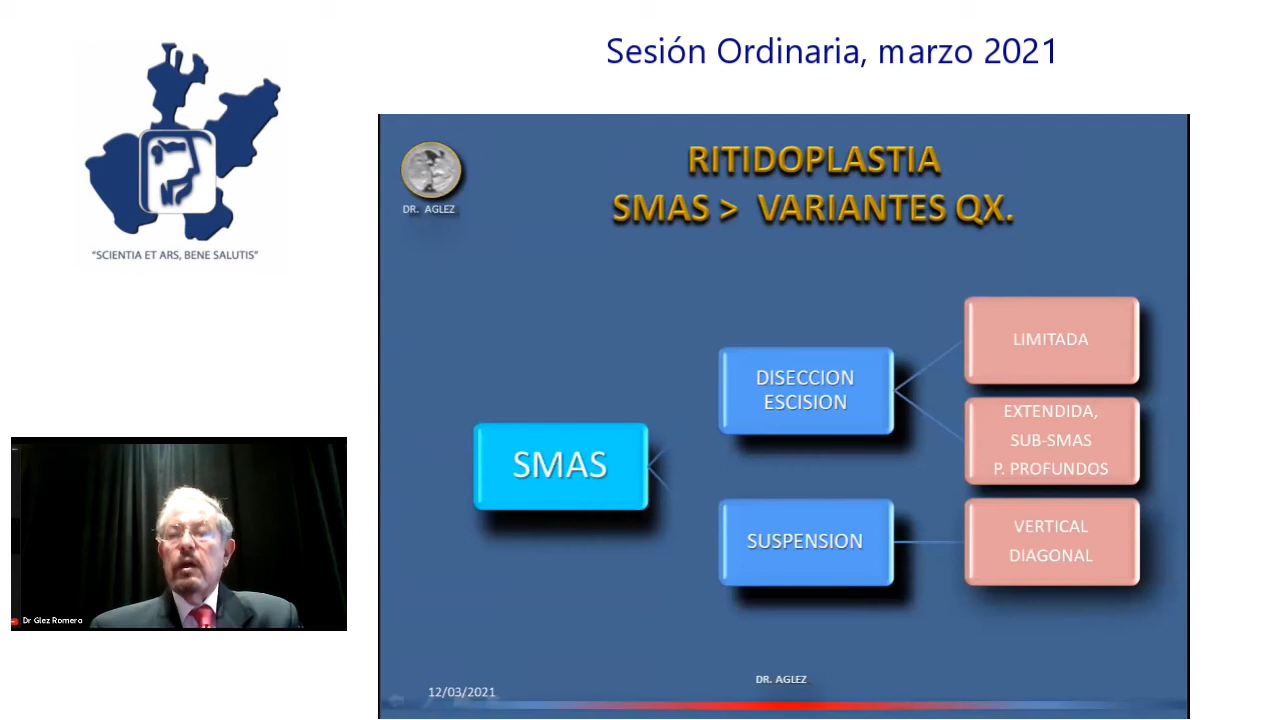 Sesión Ordinaria, marzo 2021
“SCIENTIA ET ARS, BENE SALUTIS”
DR. AGLEZ
RITIDOPLASTIA
SMAS > VARIANTES QX.
SMAS
DISECCION
ESCISION
SUSPENSION
LIMITADA
EXTENDIDA,
SUB-SMAS
P. PROFUNDOS
VERTICAL
DIAGONAL
Dr Glez Romero
12/03/2021
DR. AGLEZ